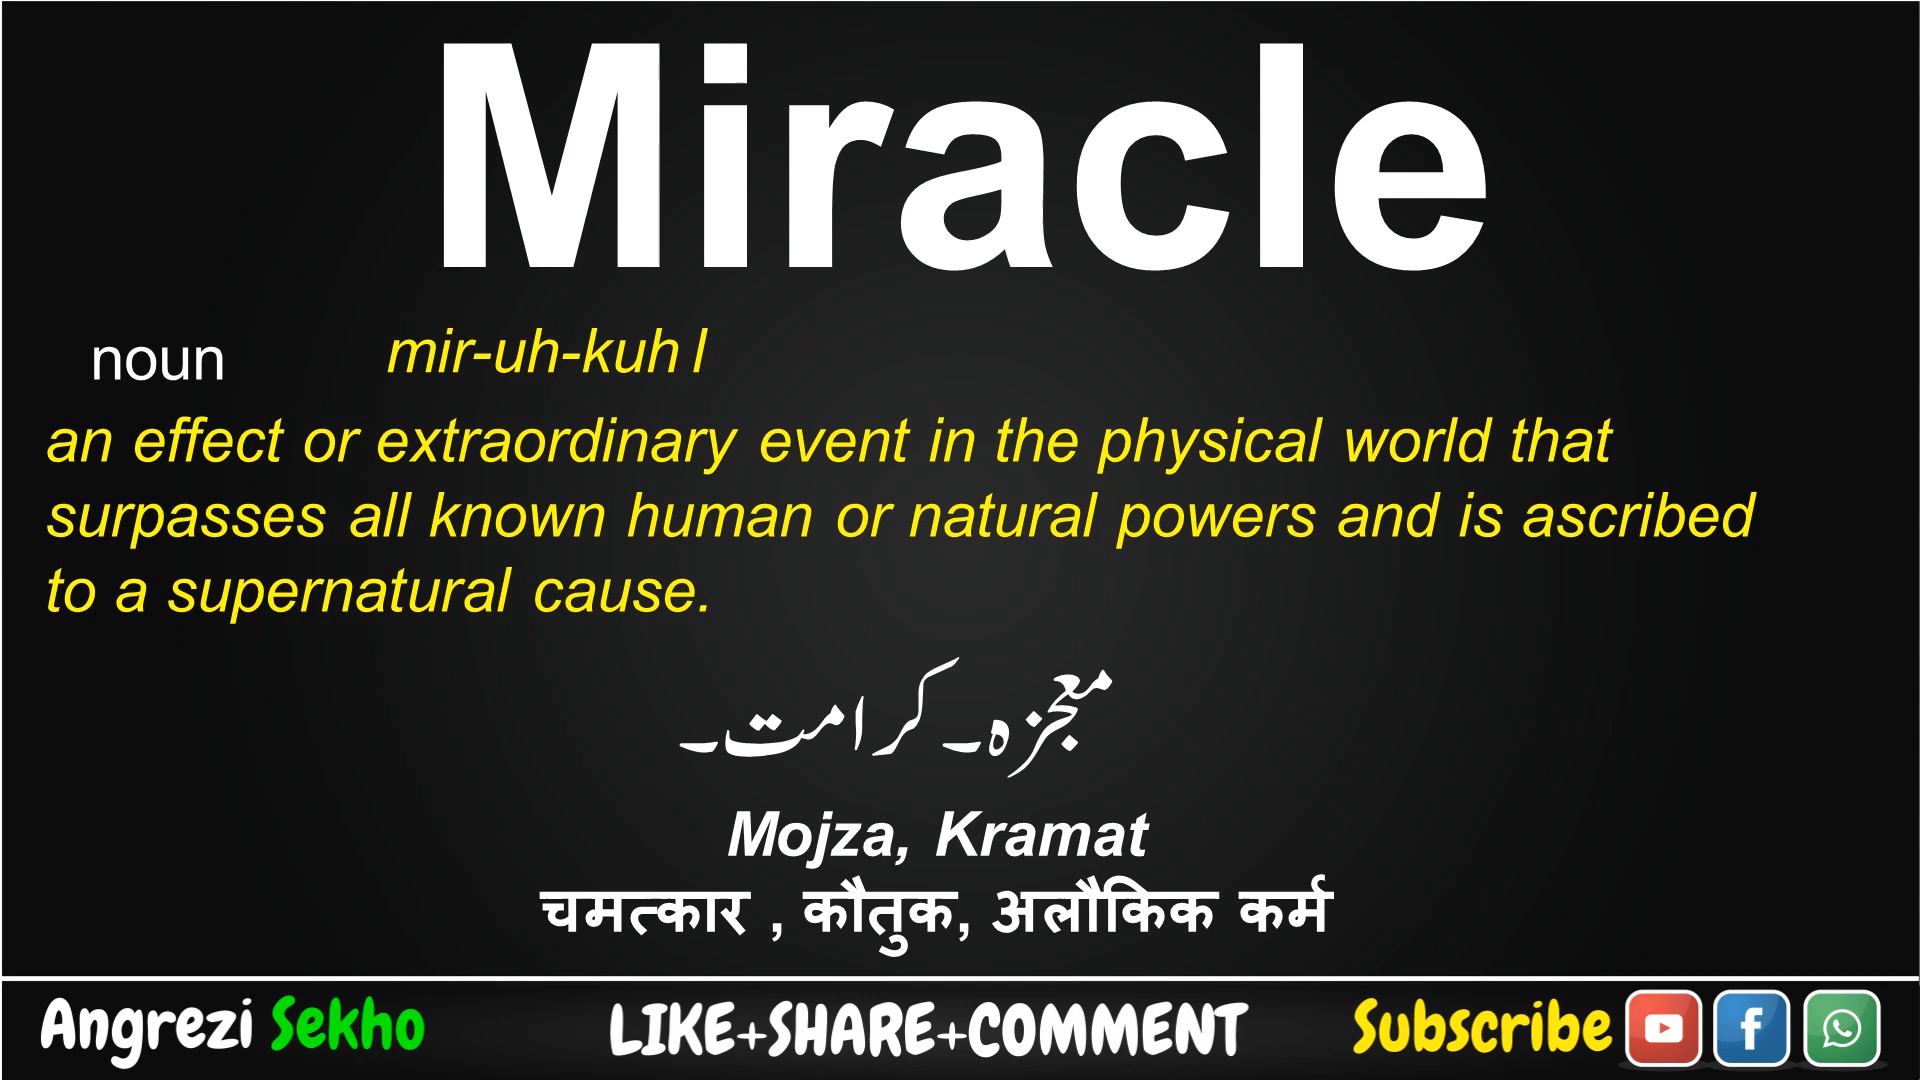 Miracle
noun mir-uh-kuh l
an effect or extraordinary event in the physical world that
surpasses all known human or natural powers and is ascribed
to a supernatural cause.
معجزہ۔کرامت۔
Mojza, Kramat
चमत्कार , कौतुक, अलौकिक कर्म
Angrezi Sekho LIKE+SHARE+COMMENT Subscribe